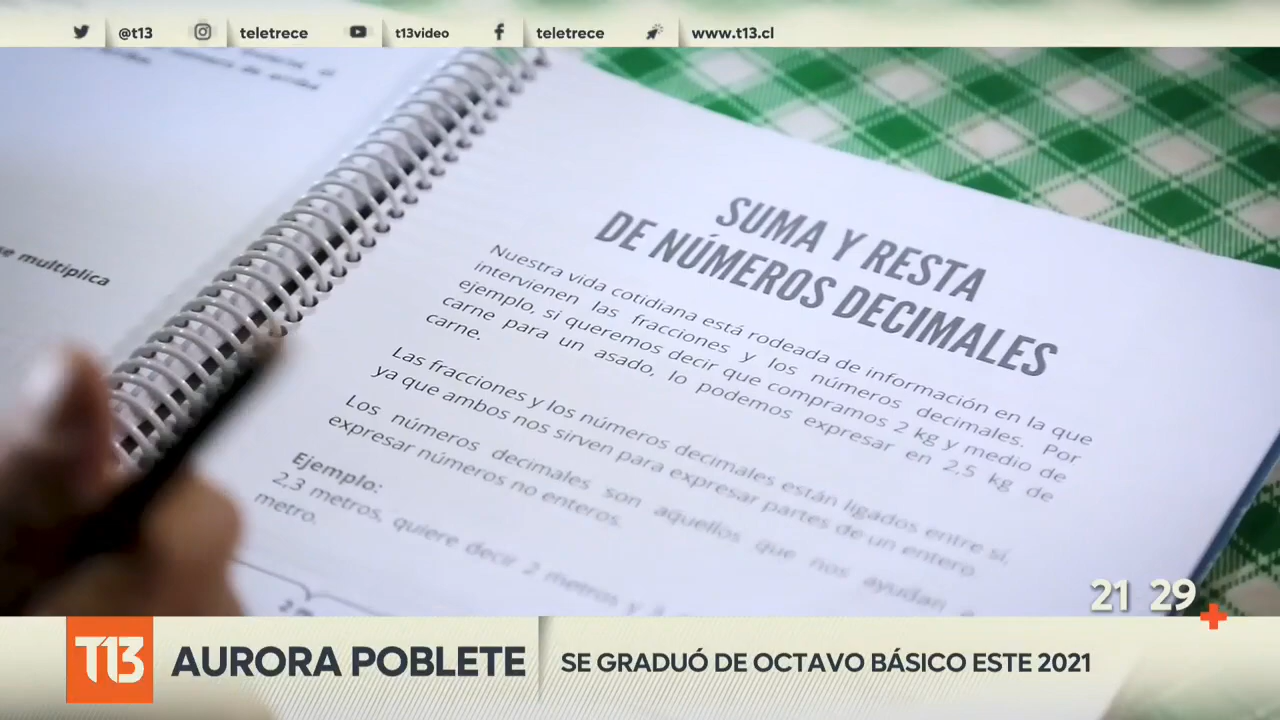 @t13
teletrece
t13video
teletrece
www.t13.cl
se multiplica
SUMA Y RESTA
DE NÚMEROS DECIMALES
Nuestra vida cotidiana está rodeada de información en la que
intervienen las fracciones y los números decimales. Por
ejemplo, si queremos decir que compramos 2 kg y medio de
carne para un asado, lo podemos expresar en 2,5 kg de
carne.
Las fracciones y los números decimales están ligados entre sí,
ya que ambos nos sirven para expresar partes de un entero.
Los números decimales son aquellos que nos ayudan a
expresar números no enteros.
Ejemplo:
2,3 metros, quiere decir 2 metros y 3
metro.
21 29
T13
AURORA POBLETE
SE GRADUÓ DE OCTAVO BÁSICO ESTE 2021